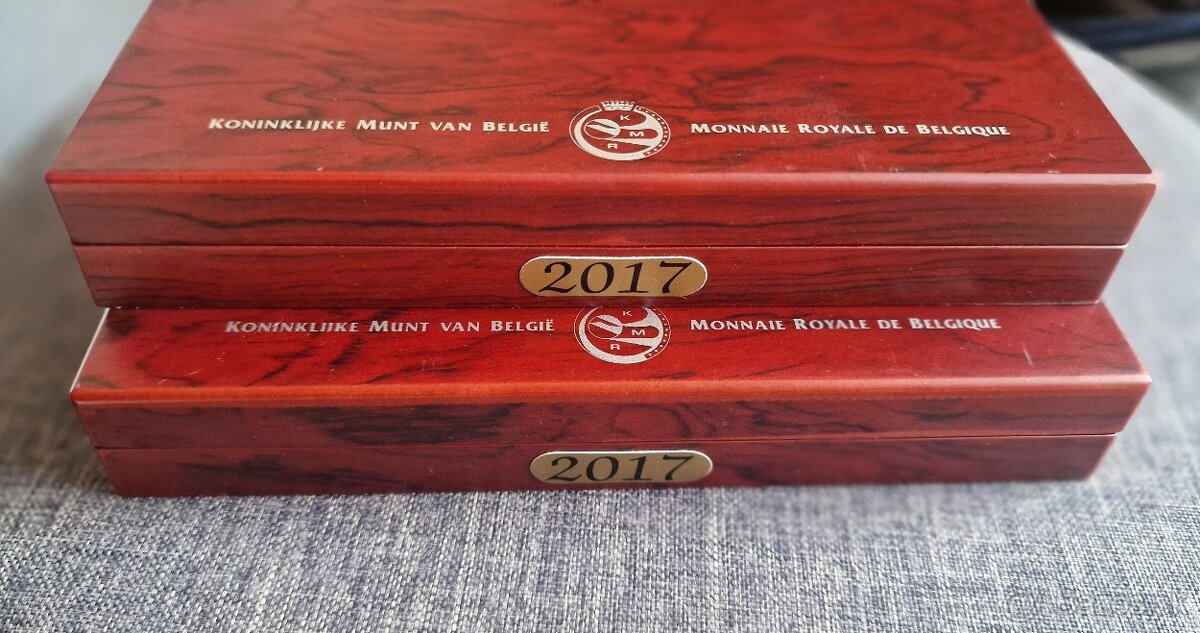 KONINKLIJKE MUNT VAN BELGIË K M R MONNAIE ROYALE DE BELGIQUE
2017
KONINKLIJKE MUNT VAN BELGIË K M R MONNAIE ROYALE DE BELGIQUE
2017